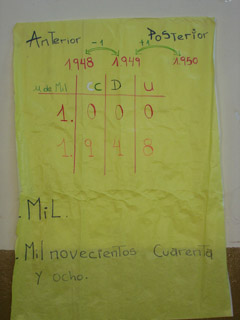 Anterior Posterior
-1 +1
1948 1949 1950
U de Mil C D U
1. 0 0 0
1. 9 4 8
. Mil.
. Mil novecientos Cuarenta
y ocho.